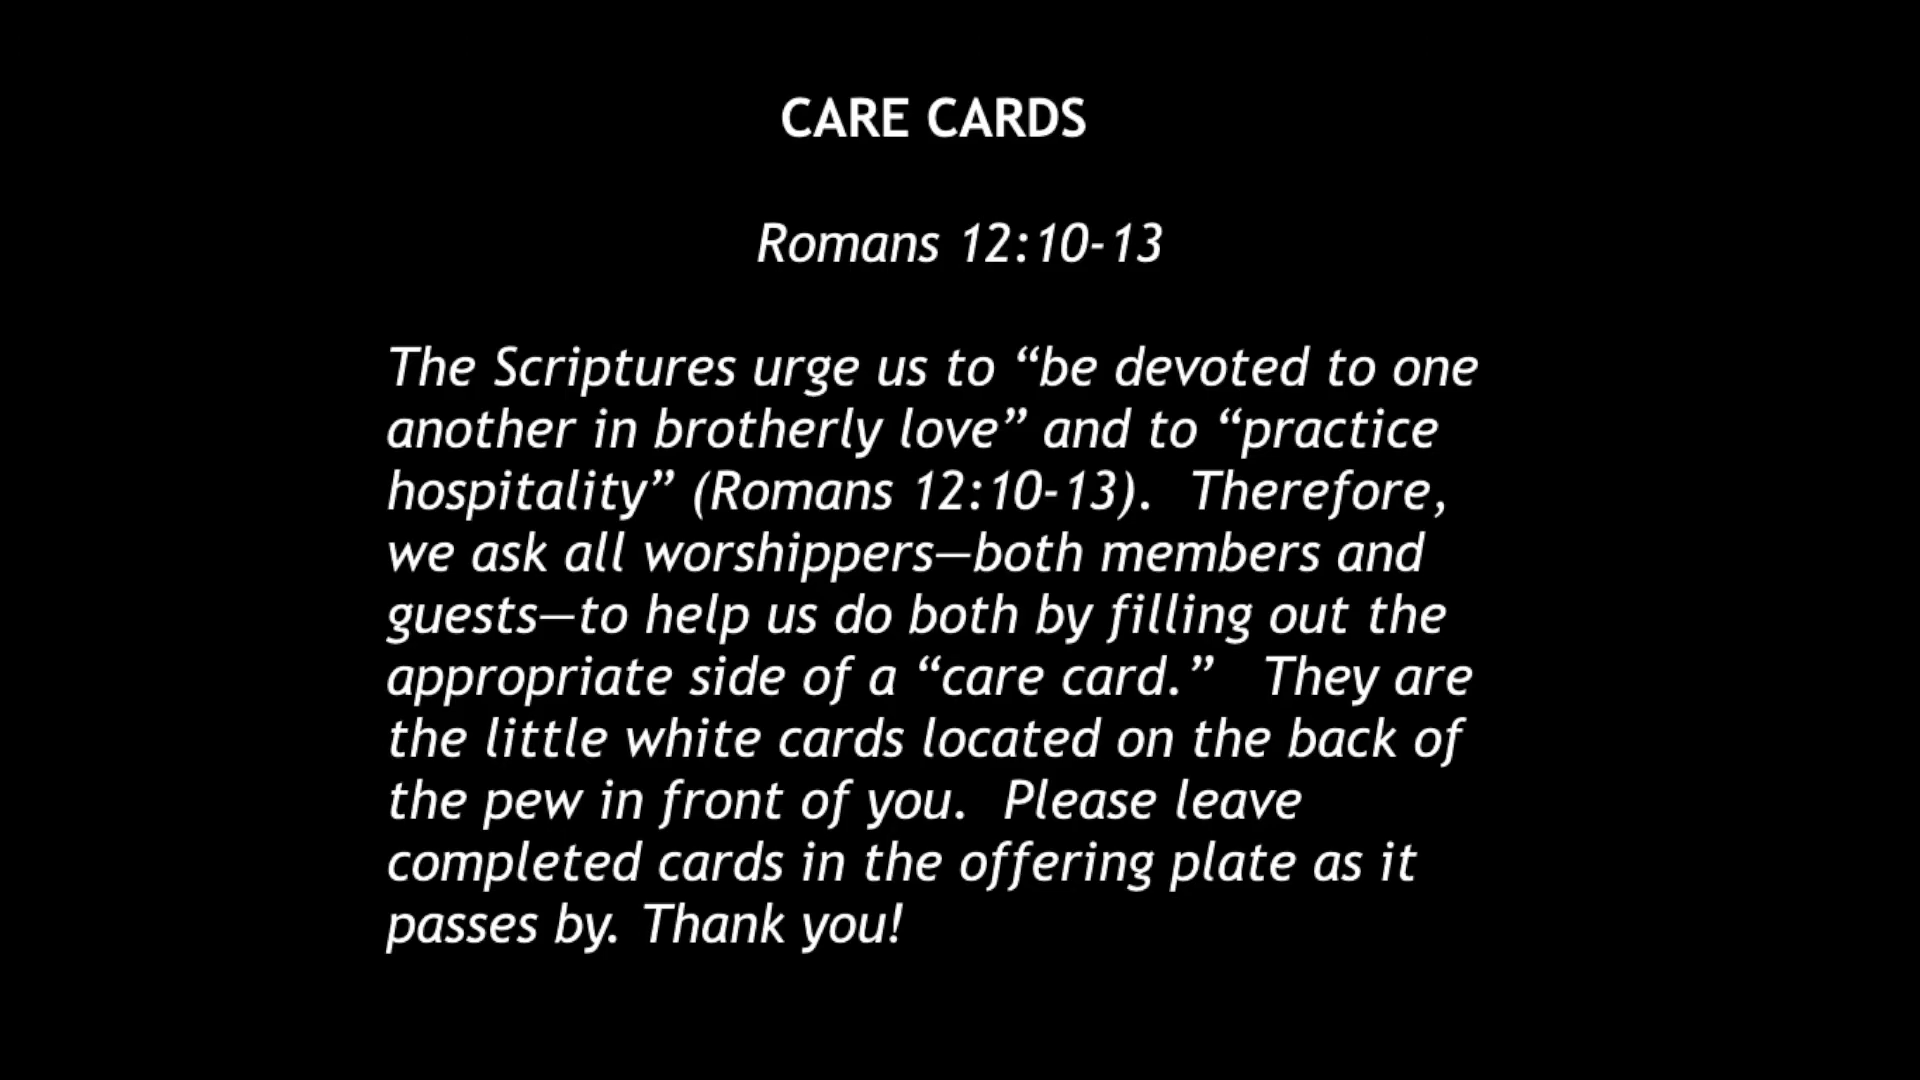 CARE CARDS
Romans 12:10-13
The Scriptures urge us to “be devoted to one
another in brotherly love” and to “practice
hospitality” (Romans 12:10-13).  Therefore,
we ask all worshippers—both members and
guests—to help us do both by filling out the
appropriate side of a “care card.”   They are
the little white cards located on the back of
the pew in front of you.  Please leave
completed cards in the offering plate as it
passes by. Thank you!